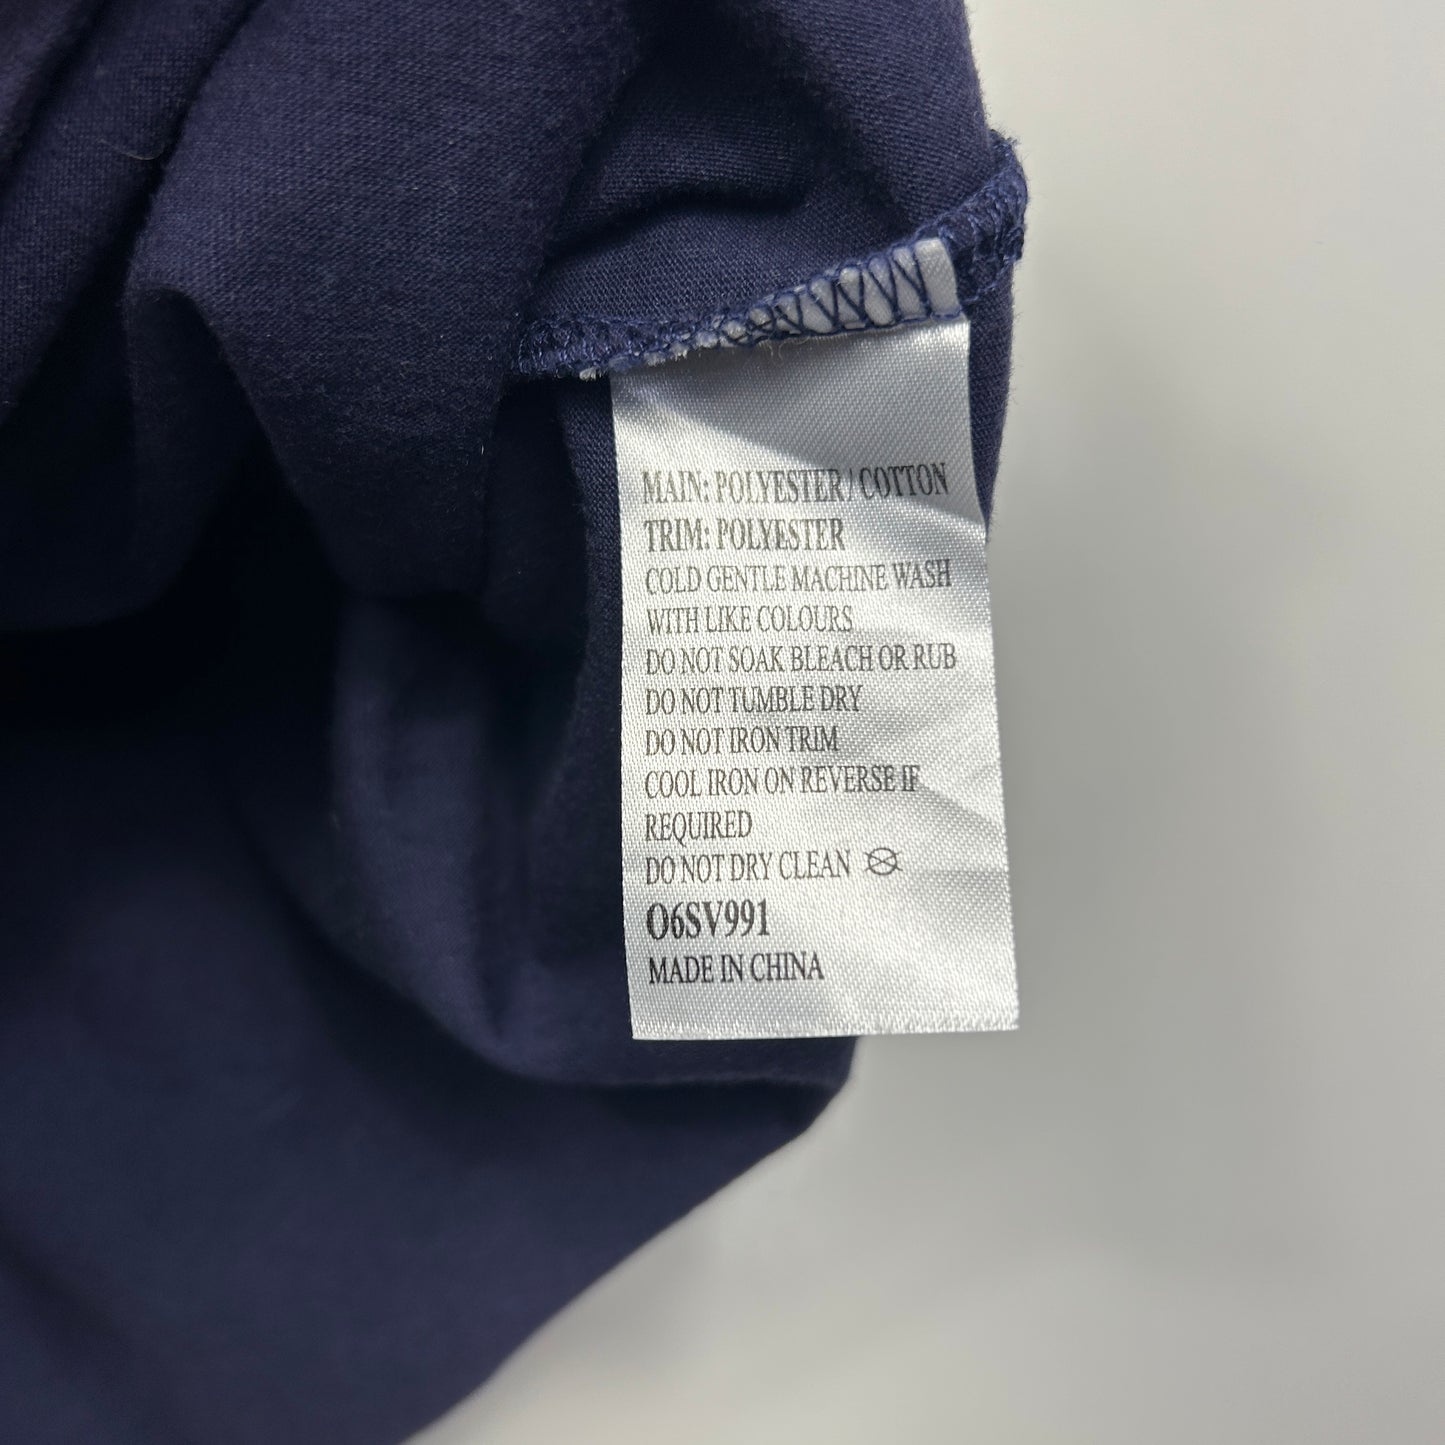 MAIN: POLYESTER / COTTON
TRIM: POLYESTER
COLD GENTLE MACHINE WASH
WITH LIKE COLOURS
DO NOT SOAK BLEACH OR RUB
DO NOT TUMBLE DRY
DO NOT IRON TRIM
COOL IRON ON REVERSE IF
REQUIRED
DO NOT DRY CLEAN
O6SV991
MADE IN CHINA